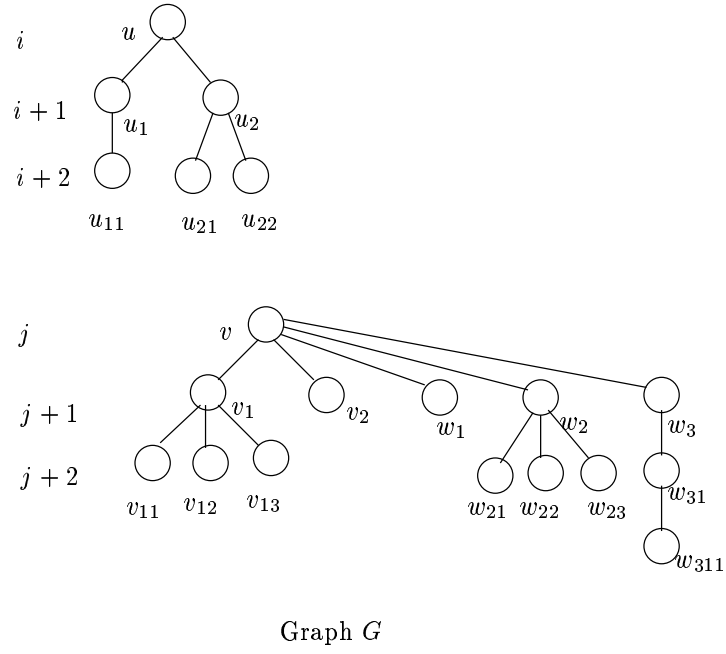 i
u
i + 1
u₁
u₂
i + 2
u₁₁
u₂₁
u₂₂
j
v
j + 1
v₁
v₂
w₁
w₂
w₃
j + 2
v₁₁
v₁₂
v₁₃
w₂₁
w₂₂
w₂₃
w₃₁
w₃₁₁
Graph G